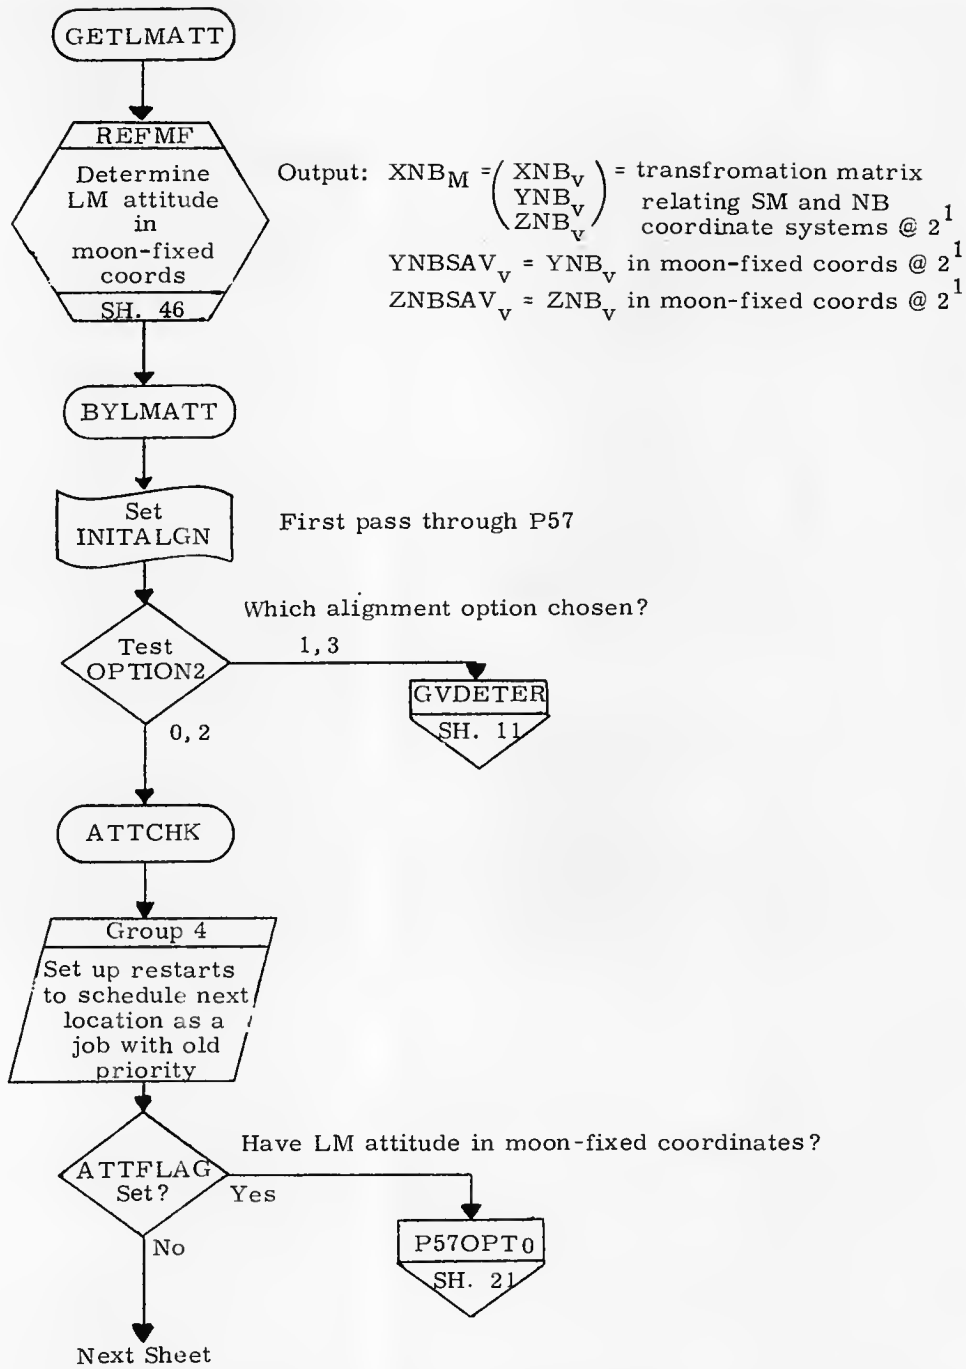 GETLMATT
REFMF
Determine
LM attitude
in
moon-fixed
coords
SH. 46
Output: XNB_M = ( XNB_v ) = transfromation matrix
YNB_v relating SM and NB
ZNB_v coordinate systems @ 2^1
YNBSAV_v = YNB_v in moon-fixed coords @ 2^1
ZNBSAV_v = ZNB_v in moon-fixed coords @ 2^1
BYLMATT
Set
INITALGN
First pass through P57
Which alignment option chosen?
Test
OPTION2
1, 3
GVDETER
SH. 11
0, 2
ATTCHK
Group 4
Set up restarts
to schedule next
location as a
job with old
priority
Have LM attitude in moon-fixed coordinates?
ATTFLAG
Set?
Yes
P57OPT0
SH. 21
No
Next Sheet